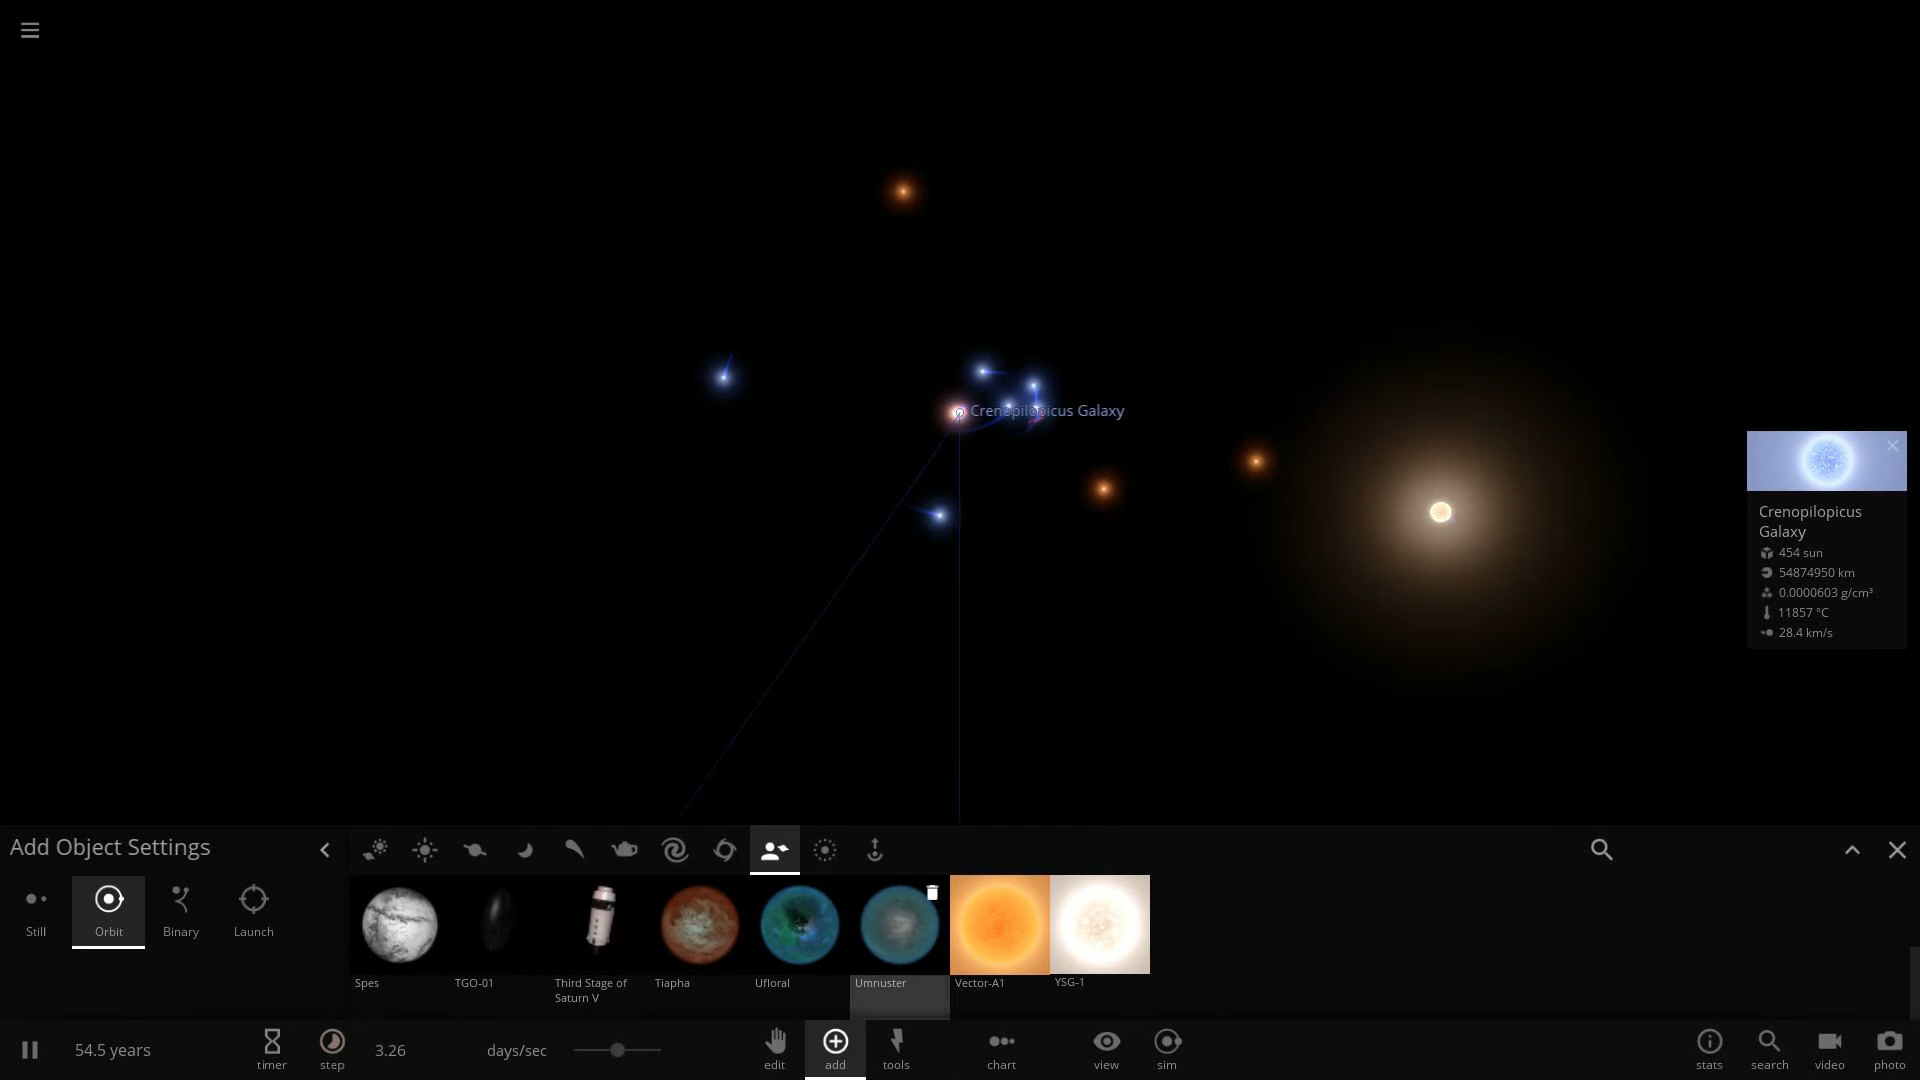 Crenopilopicus Galaxy
Crenopilopicus
Galaxy
454 sun
54874950 km
0.0000603 g/cm³
11857 °C
28.4 km/s
Add Object Settings
Still
Orbit
Binary
Launch
Spes
TGO-01
Third Stage of
Saturn V
Tiapha
Ufloral
Umnuster
Vector-A1
YSG-1
54.5 years
timer
step
3.26
days/sec
edit
add
tools
chart
view
sim
stats
search
video
photo